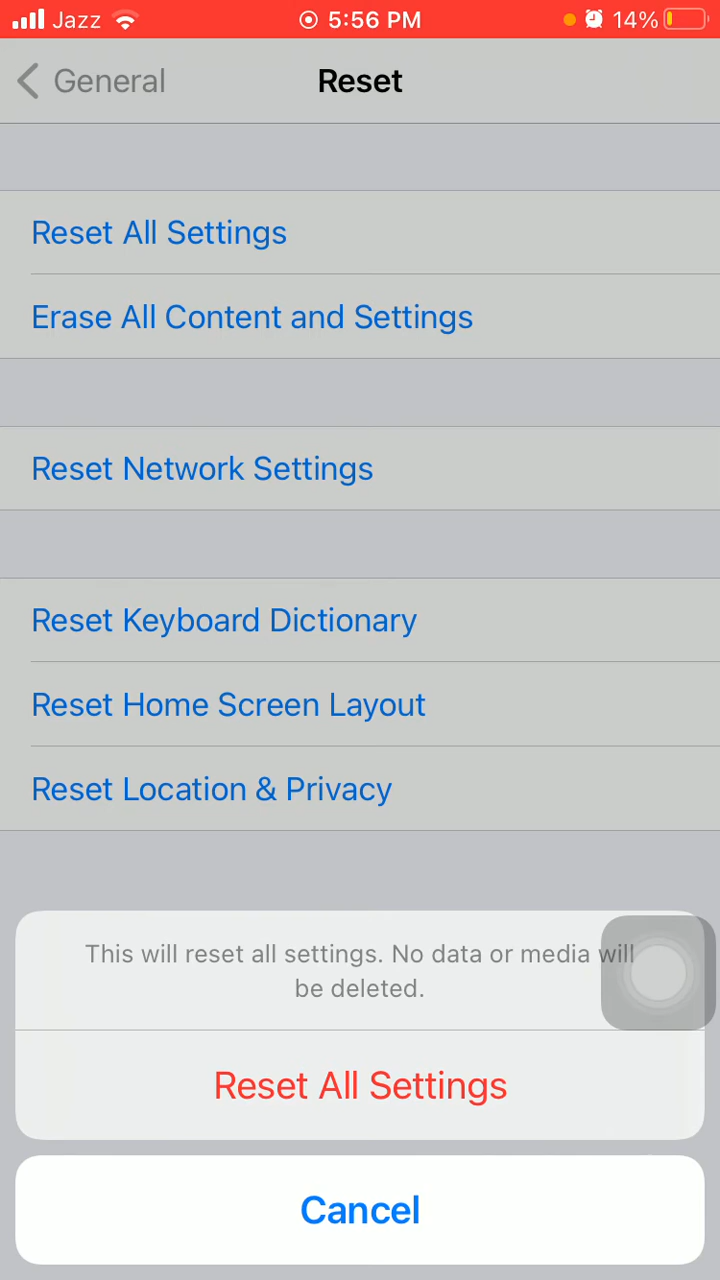 Jazz 5:56 PM 14%
General Reset
Reset All Settings
Erase All Content and Settings
Reset Network Settings
Reset Keyboard Dictionary
Reset Home Screen Layout
Reset Location & Privacy
This will reset all settings. No data or media will
be deleted.
Reset All Settings
Cancel